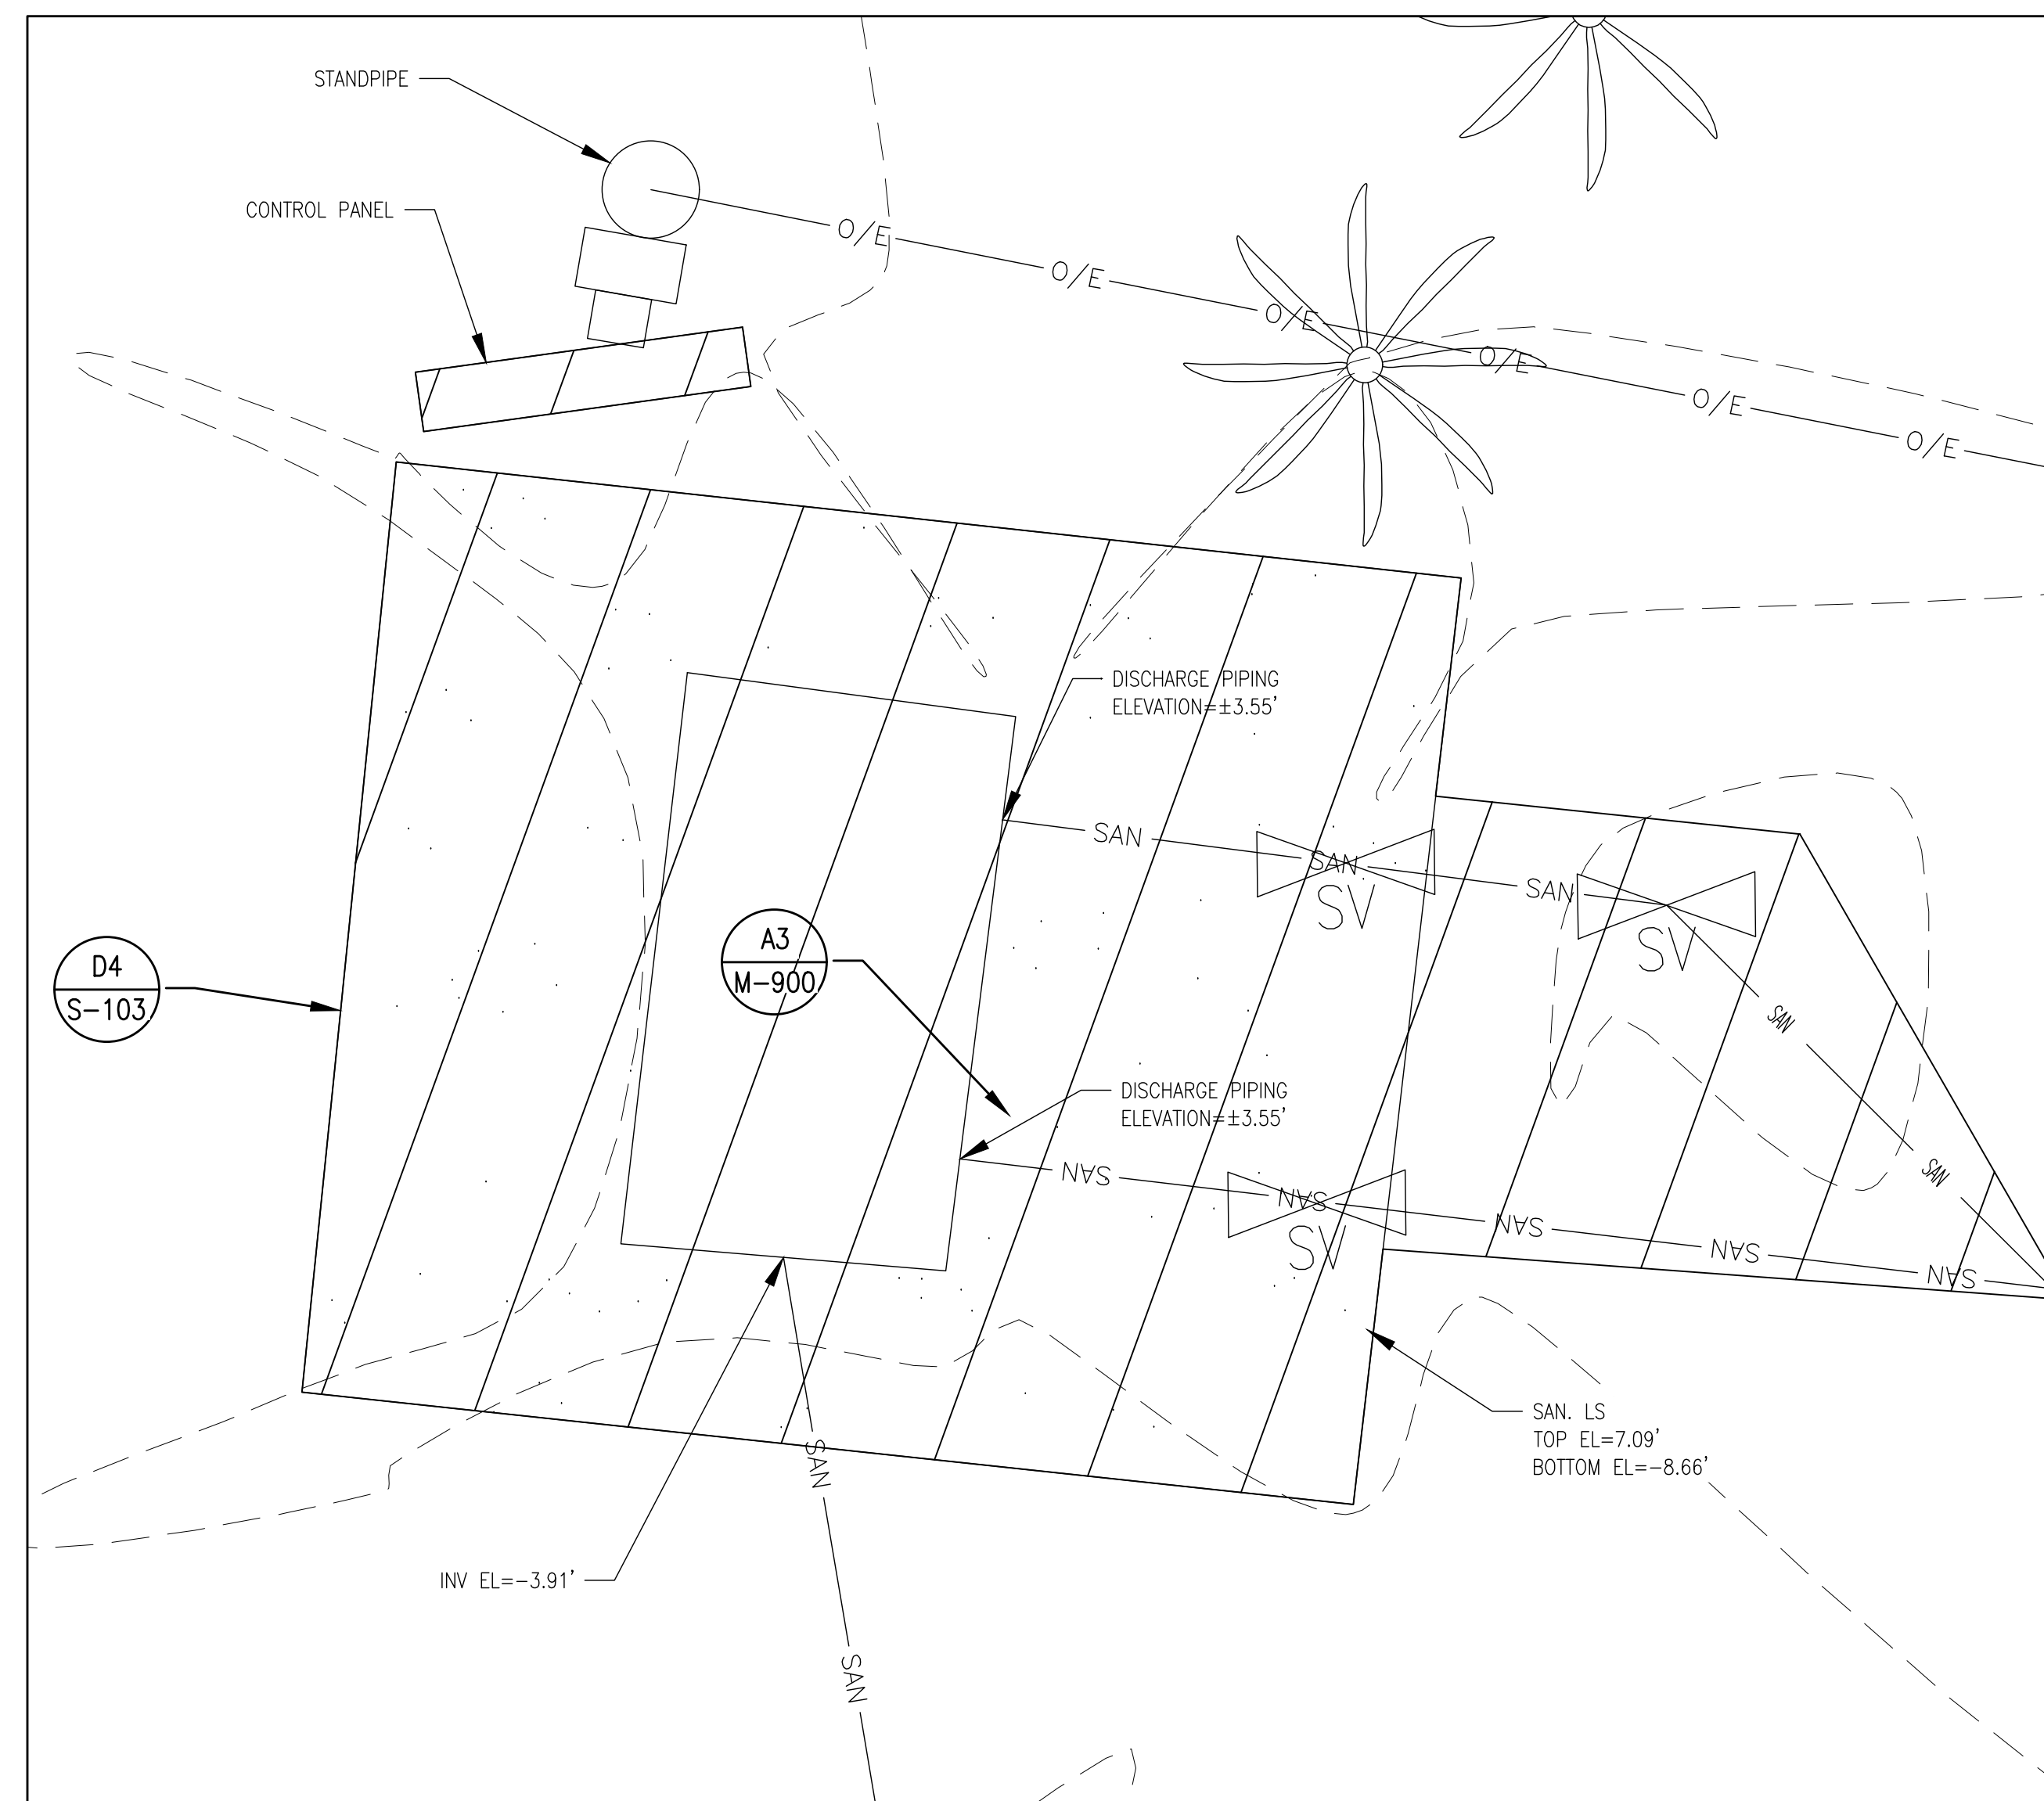 STANDPIPE
CONTROL PANEL
O/E
O/E
O/E
O/E
O/E
O/E
DISCHARGE PIPING
ELEVATION=±3.55'
SAN
SAN
SAN
SV
SV
A3
M-900
D4
S-103
SAN
DISCHARGE PIPING
ELEVATION=±3.55'
SAN
SAN
SAN
SAN
SAN
SAN
SV
SAN. LS
TOP EL=7.09'
BOTTOM EL=-8.66'
SAN
INV EL=-3.91'
SAN